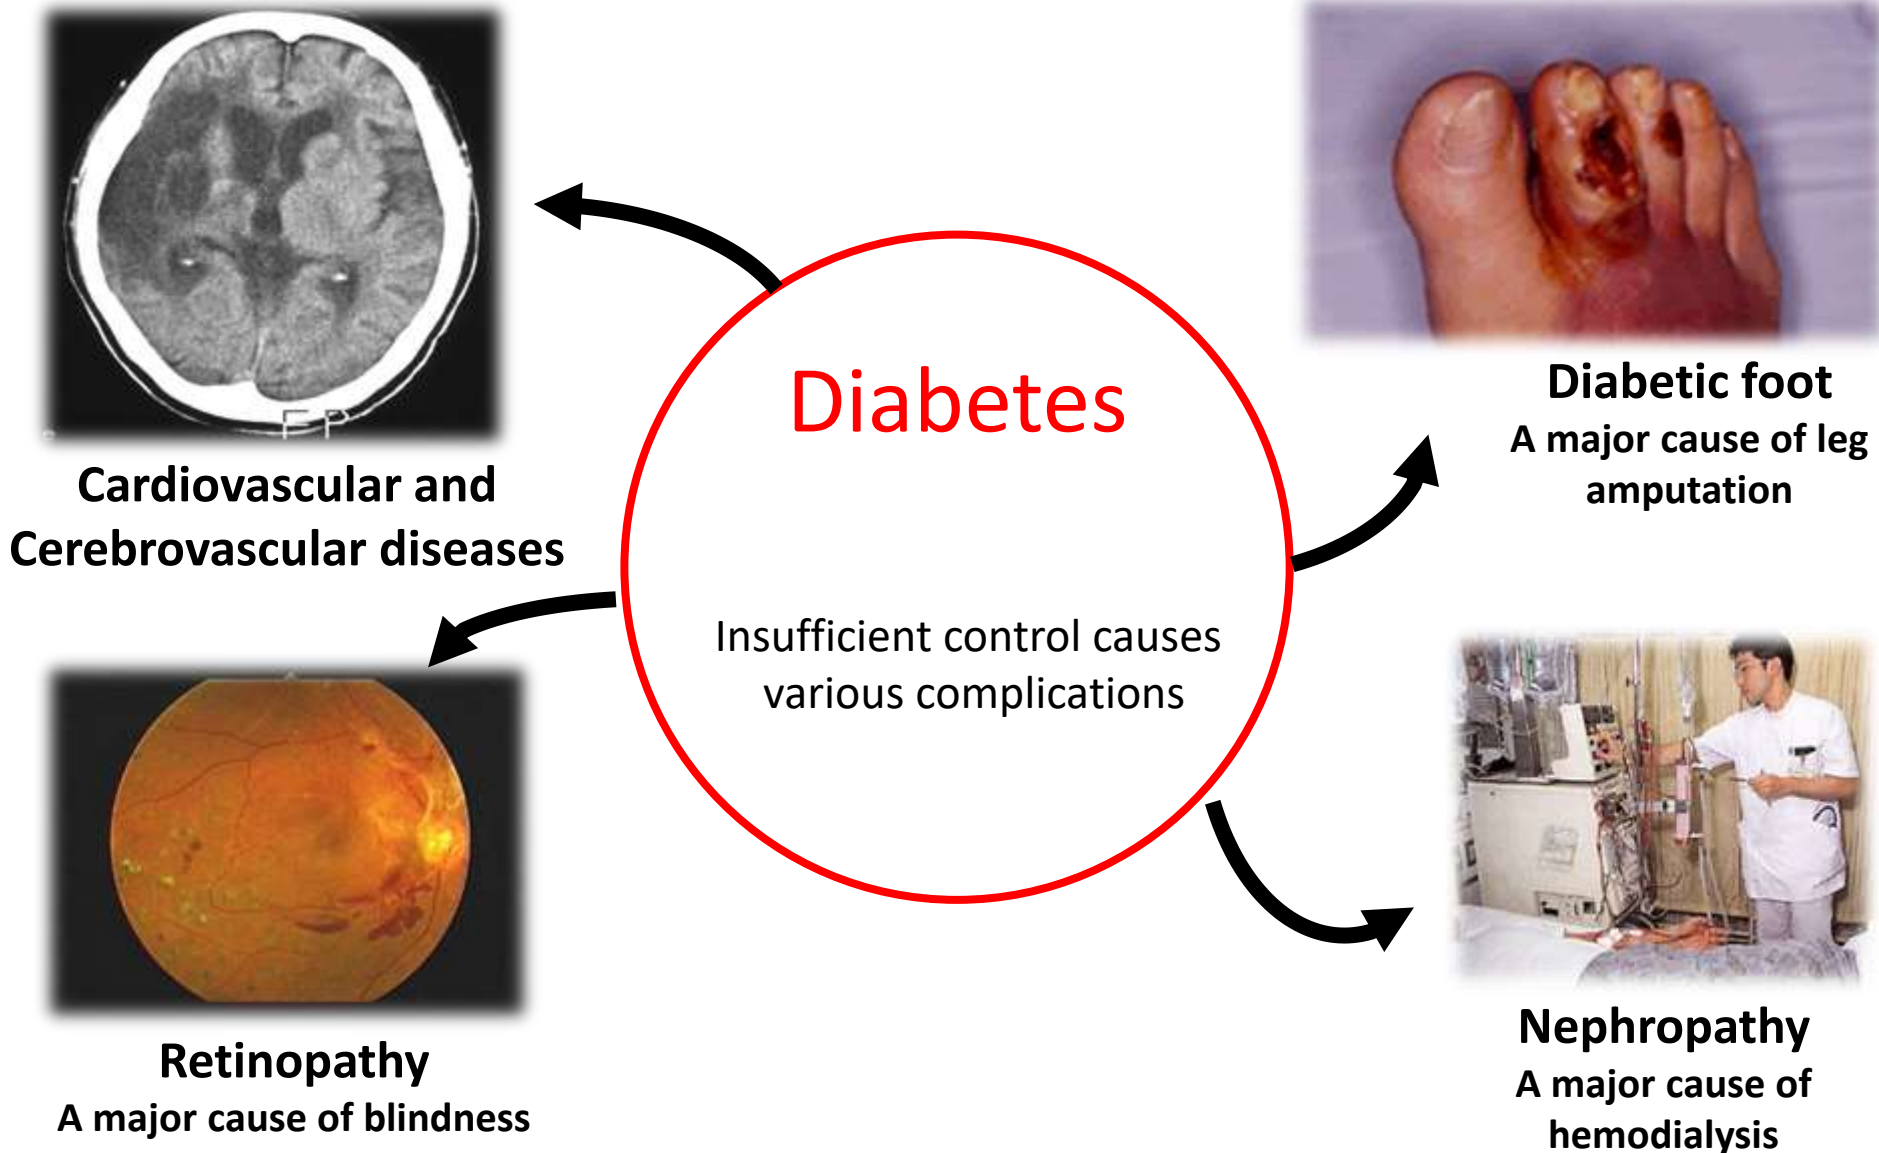 Diabetes
Insufficient control causes
various complications
Cardiovascular and
Cerebrovascular diseases
Diabetic foot
A major cause of leg
amputation
Retinopathy
A major cause of blindness
Nephropathy
A major cause of
hemodialysis